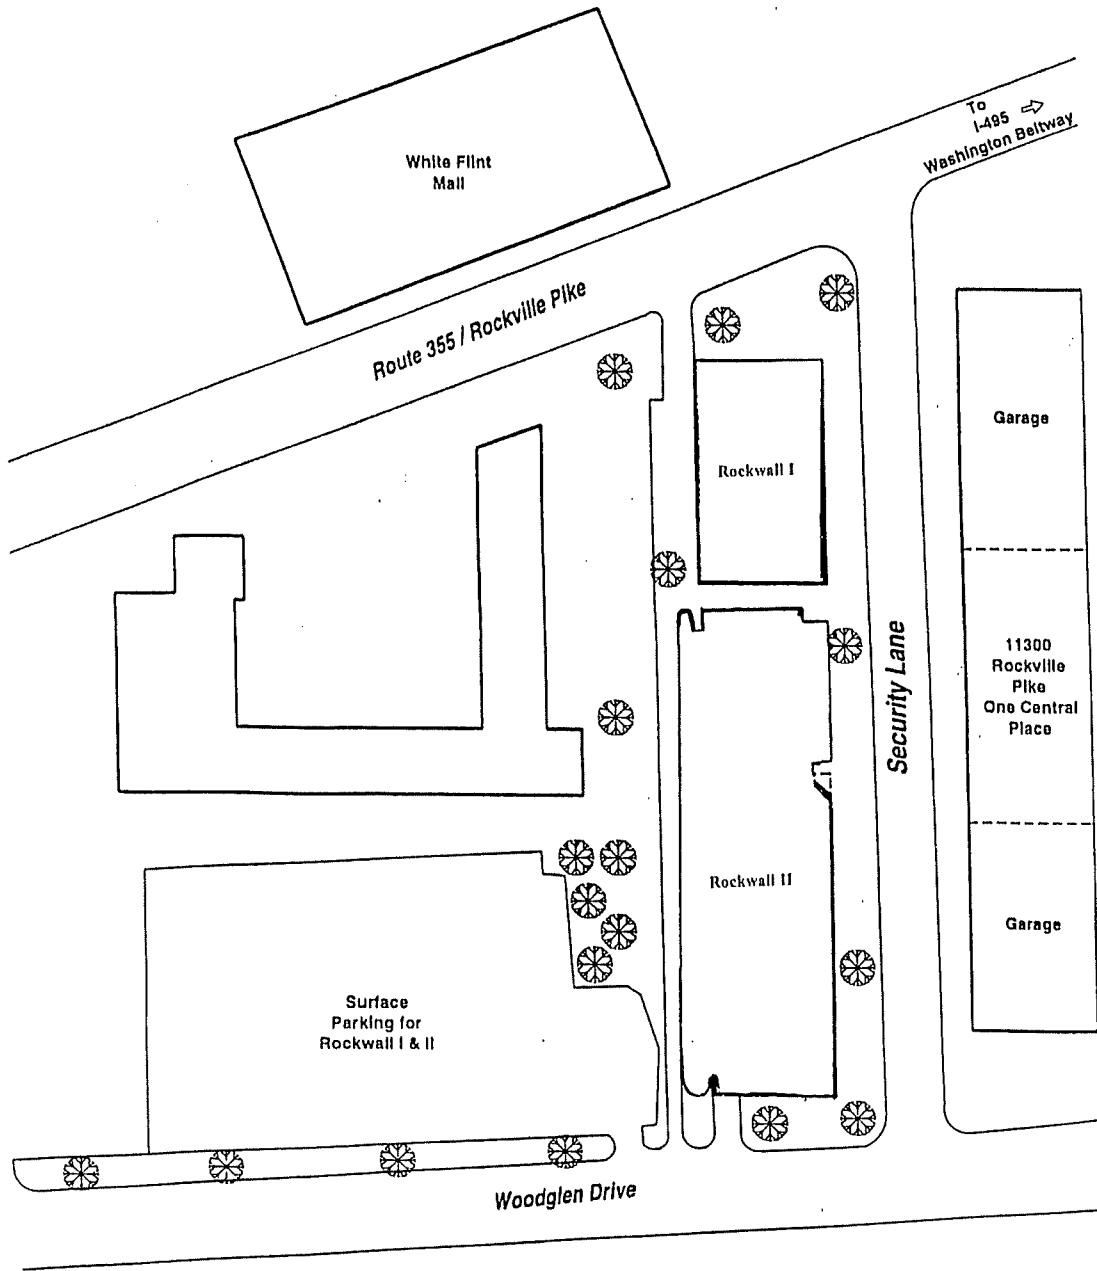 To
I-495
Washington Beltway
White Flint
Mall
Route 355 / Rockville Pike
Garage
Rockwall I
11300
Rockville
Pike
One Central
Place
Security Lane
Rockwall II
Garage
Surface
Parking for
Rockwall I & II
Woodglen Drive